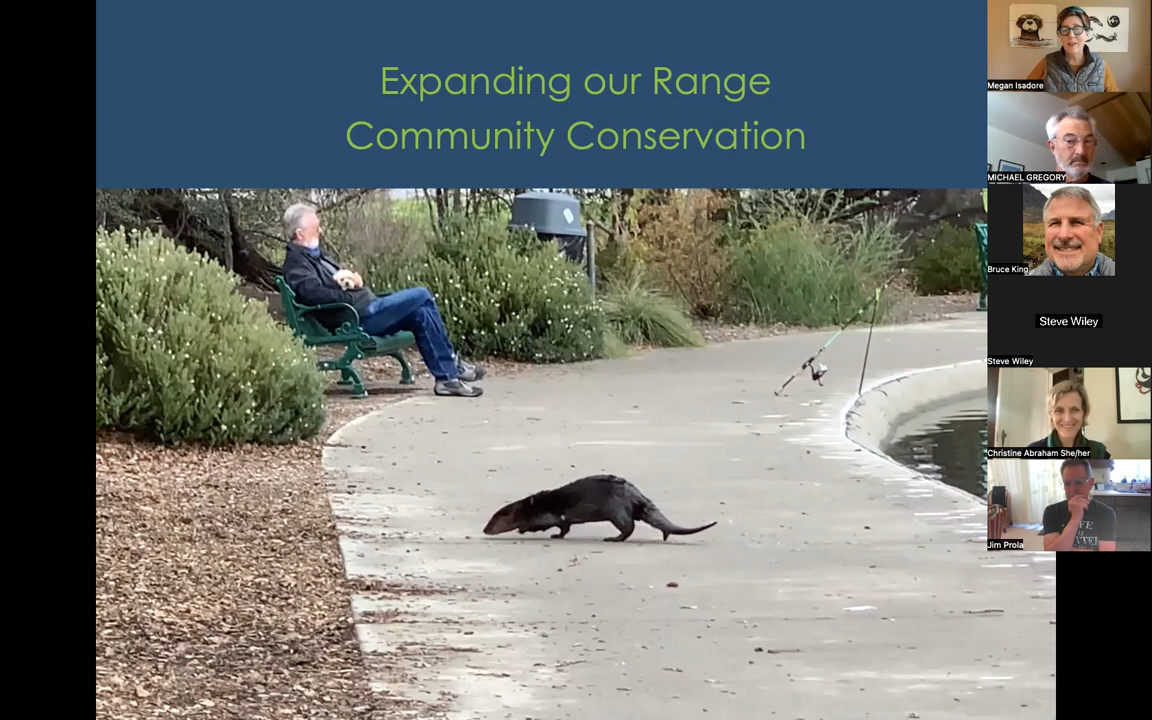 Expanding our Range
Community Conservation
Megan Isadore
MICHAEL GREGORY
Bruce King
Steve Wiley
Steve Wiley
Christine Abraham She/her
Jim Prola